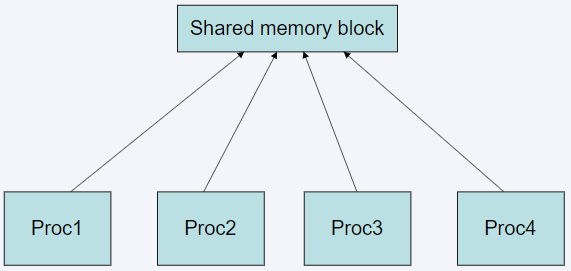 Shared memory block
Proc1
Proc2
Proc3
Proc4